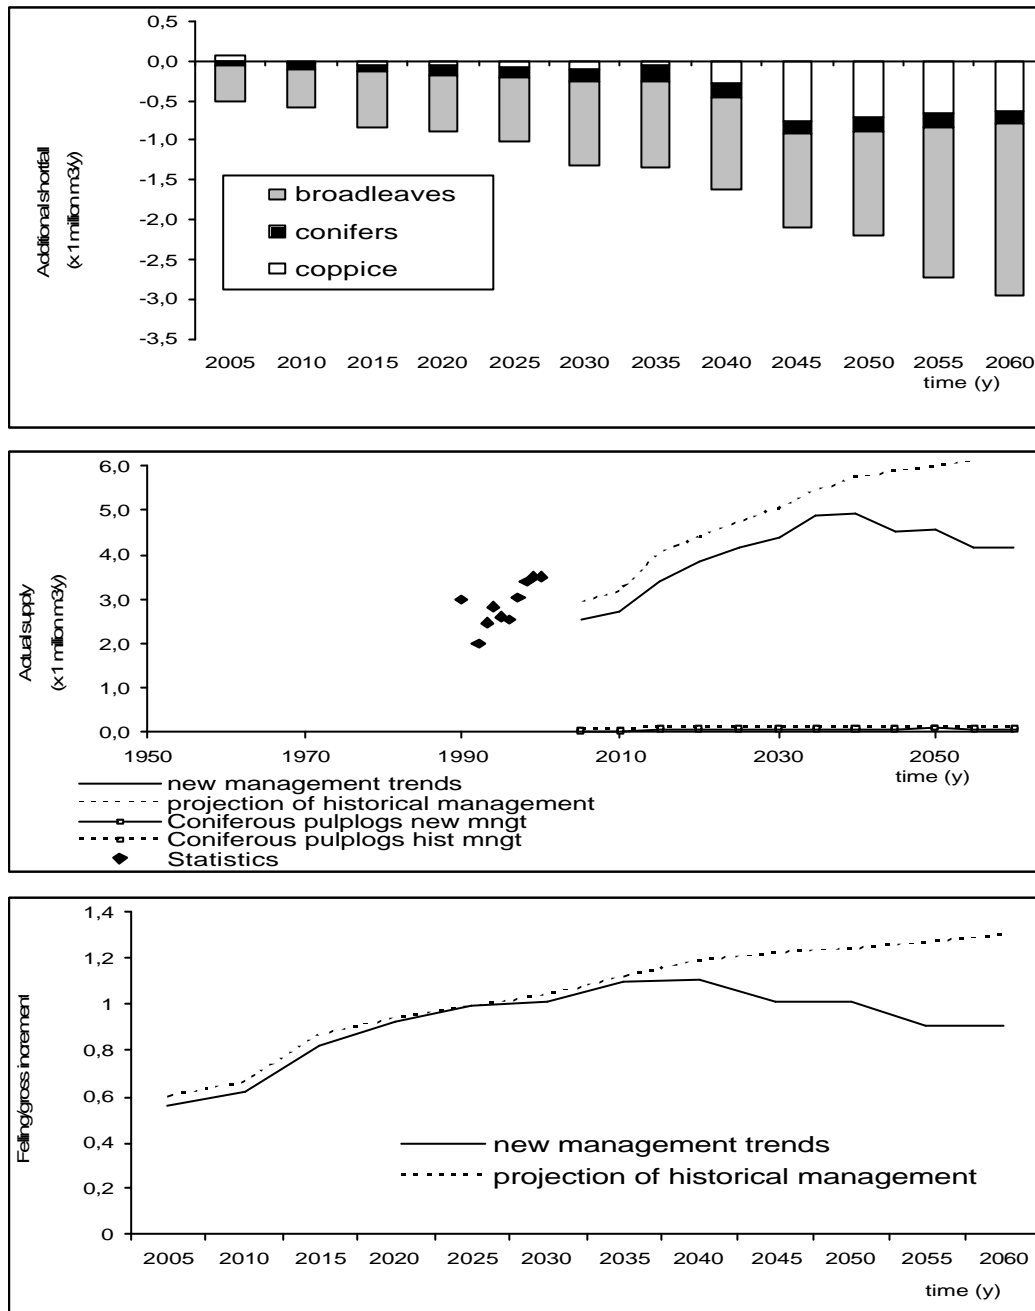 0,5
0,0
-0,5
-1,0
-1,5
-2,0
-2,5
-3,0
-3,5
Additional shortfall
(x 1 million m3/y)
broadleaves
conifers
coppice
2005 2010 2015 2020 2025 2030 2035 2040 2045 2050 2055 2060
time (y)
6,0
5,0
4,0
3,0
2,0
1,0
0,0
Actual supply
(x 1 million m3/y)
1950 1970 1990 2010 2030 2050
time (y)
new management trends
projection of historical management
Coniferous pulplogs new mngt
Coniferous pulplogs hist mngt
Statistics
1,4
1,2
1
0,8
0,6
0,4
0,2
0
Felling/gross increment
new management trends
projection of historical management
2005 2010 2015 2020 2025 2030 2035 2040 2045 2050 2055 2060
time (y)